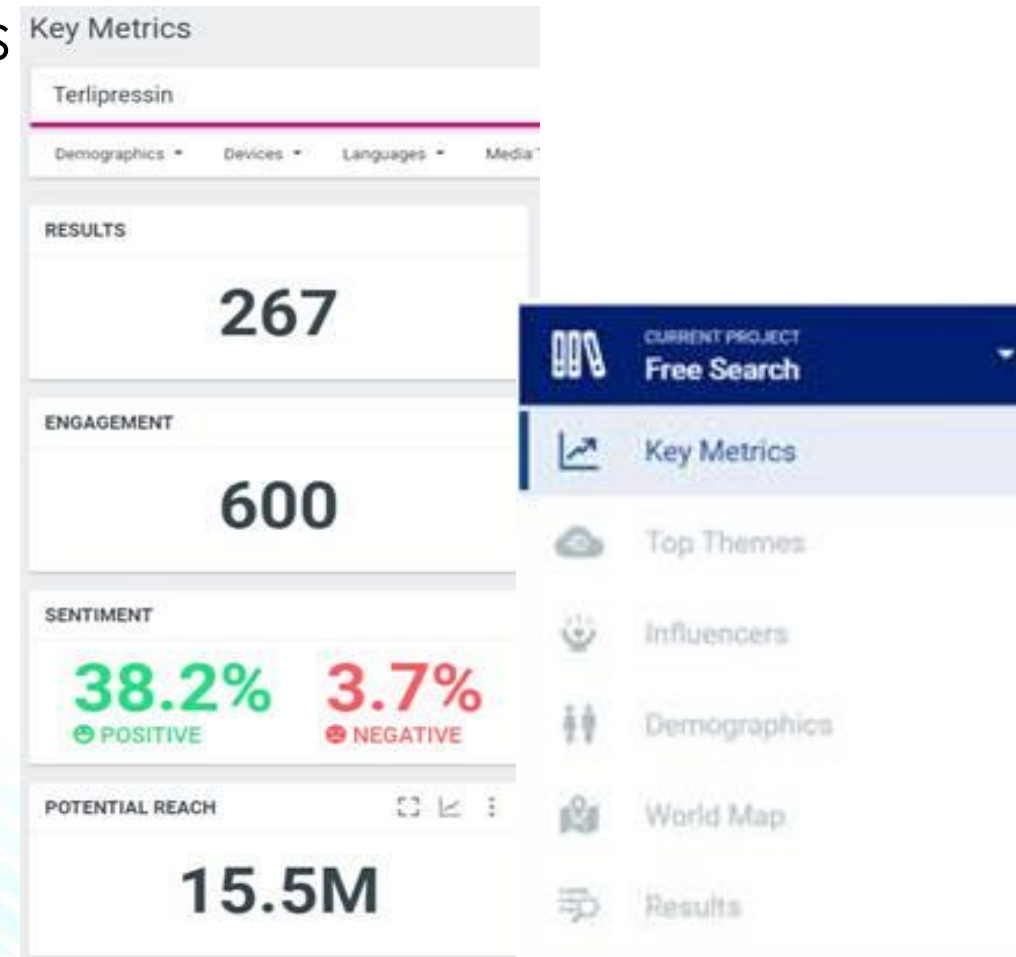 S
Key Metrics
Terlipressin
Demographics Devices Languages Media
RESULTS
267
ENGAGEMENT
600
SENTIMENT
38.2% 3.7%
POSITIVE NEGATIVE
POTENTIAL REACH
15.5M
CURRENT PROJECT
Free Search
Key Metrics
Top Themes
Influencers
Demographics
World Map
Results